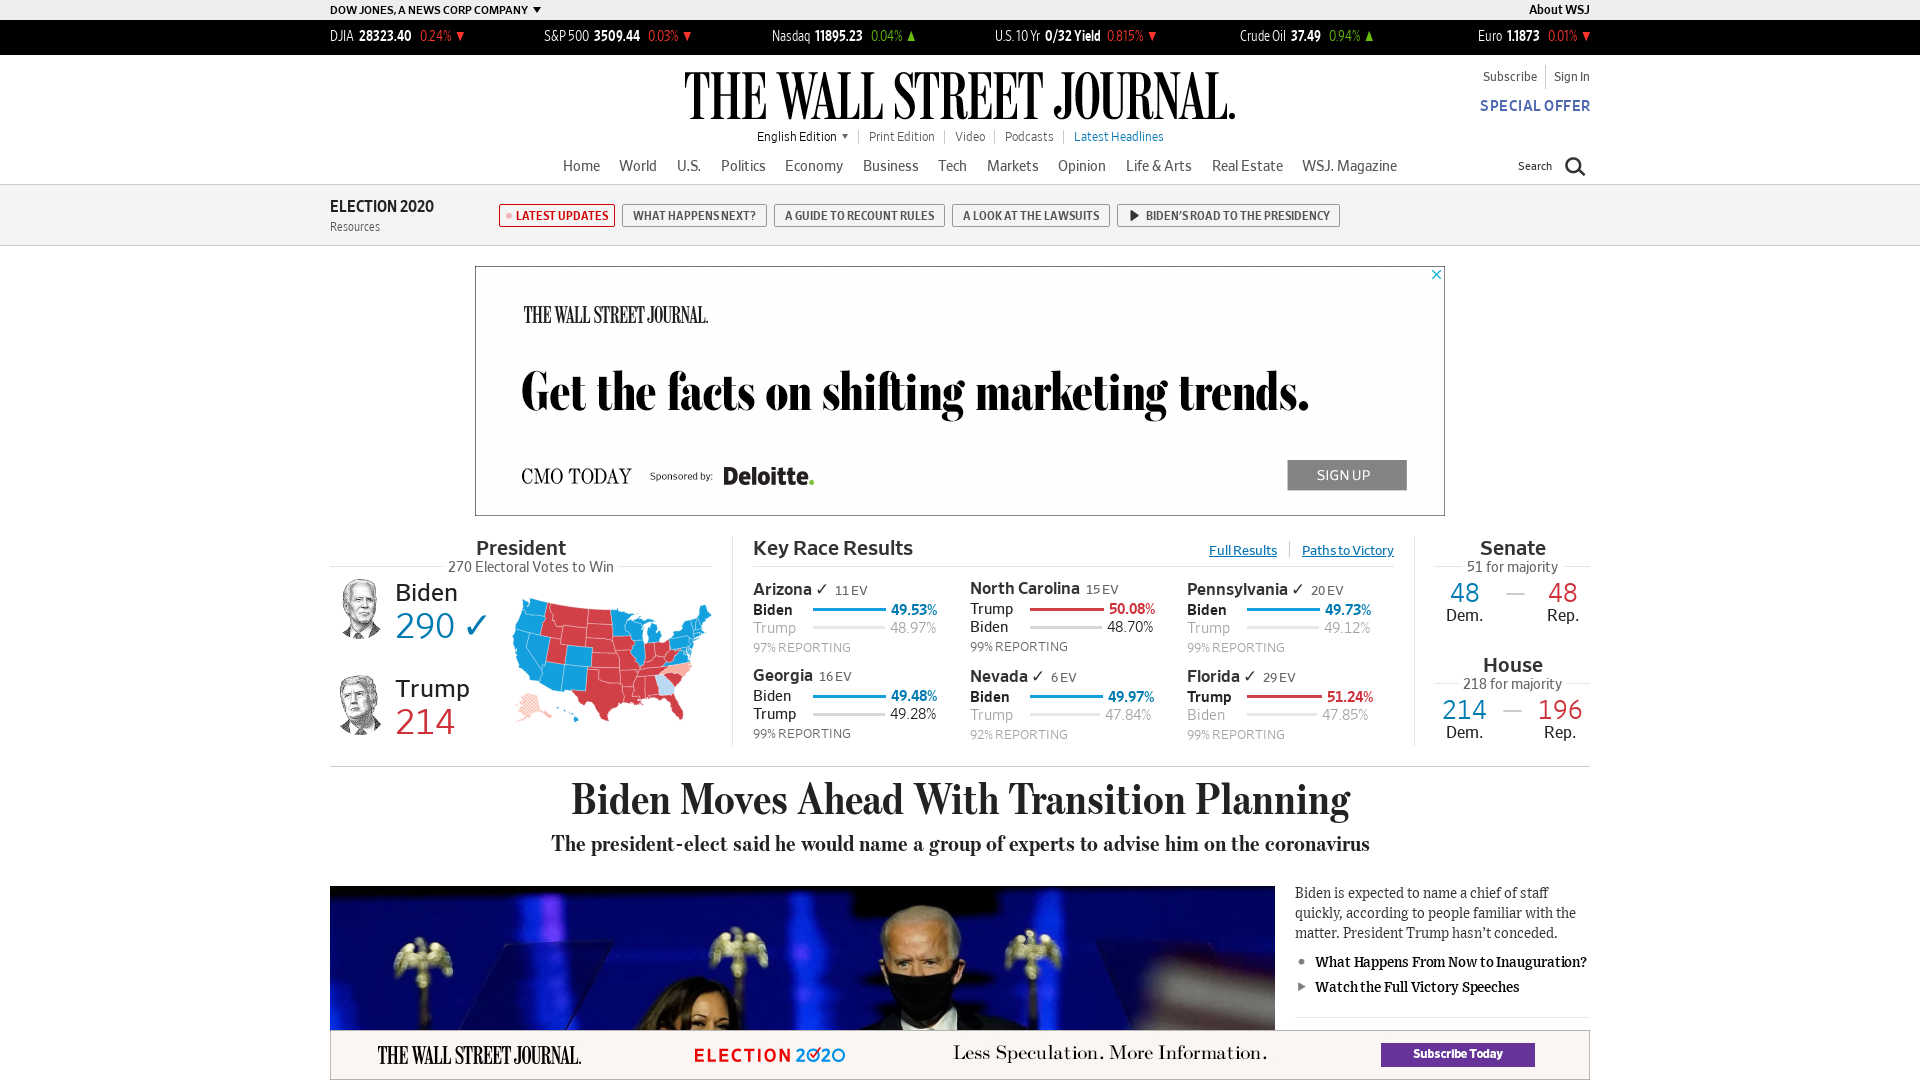 DOW JONES, A NEWS CORP COMPANY
About WSJ
DJIA 28323.40 0.24%
S&P 500 3509.44 0.03%
Nasdaq 11895.23 0.04%
U.S. 10 Yr 0/32 Yield 0.815%
Crude Oil 37.49 0.94%
Euro 1.1873 0.01%
THE WALL STREET JOURNAL.
Subscribe
Sign In
SPECIAL OFFER
English Edition
Print Edition
Video
Podcasts
Latest Headlines
Home
World
U.S.
Politics
Economy
Business
Tech
Markets
Opinion
Life & Arts
Real Estate
WSJ. Magazine
Search
ELECTION 2020
Resources
LATEST UPDATES
WHAT HAPPENS NEXT?
A GUIDE TO RECOUNT RULES
A LOOK AT THE LAWSUITS
BIDEN'S ROAD TO THE PRESIDENCY
THE WALL STREET JOURNAL.
Get the facts on shifting marketing trends.
CMO TODAY
Sponsored by:
Deloitte.
SIGN UP
President
270 Electoral Votes to Win
Biden
290 ✓
Trump
214
Key Race Results
Full Results
Paths to Victory
Arizona ✓ 11 EV
Biden 49.53%
Trump 48.97%
97% REPORTING
North Carolina 15 EV
Trump 50.08%
Biden 48.70%
99% REPORTING
Pennsylvania ✓ 20 EV
Biden 49.73%
Trump 49.12%
99% REPORTING
Georgia 16 EV
Biden 49.48%
Trump 49.28%
99% REPORTING
Nevada ✓ 6 EV
Biden 49.97%
Trump 47.84%
92% REPORTING
Florida ✓ 29 EV
Trump 51.24%
Biden 47.85%
99% REPORTING
Senate
51 for majority
48 — 48
Dem. Rep.
House
218 for majority
214 — 196
Dem. Rep.
Biden Moves Ahead With Transition Planning
The president-elect said he would name a group of experts to advise him on the coronavirus
Biden is expected to name a chief of staff
quickly, according to people familiar with the
matter. President Trump hasn't conceded.
What Happens From Now to Inauguration?
Watch the Full Victory Speeches
THE WALL STREET JOURNAL.
ELECTION 2020
Less Speculation. More Information.
Subscribe Today